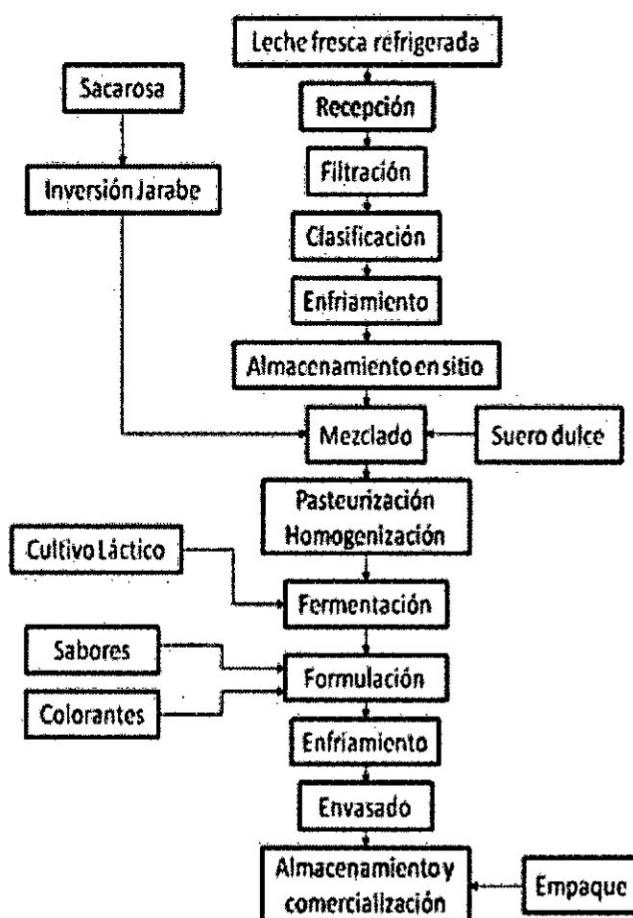 Leche fresca refrigerada
Sacarosa
Recepción
Inversión Jarabe
Filtración
Clasificación
Enfriamiento
Almacenamiento en sitio
Mezclado
Suero dulce
Pasteurización
Homogenización
Cultivo Láctico
Fermentación
Sabores
Formulación
Colorantes
Enfriamiento
Envasado
Almacenamiento y
comercialización
Empaque